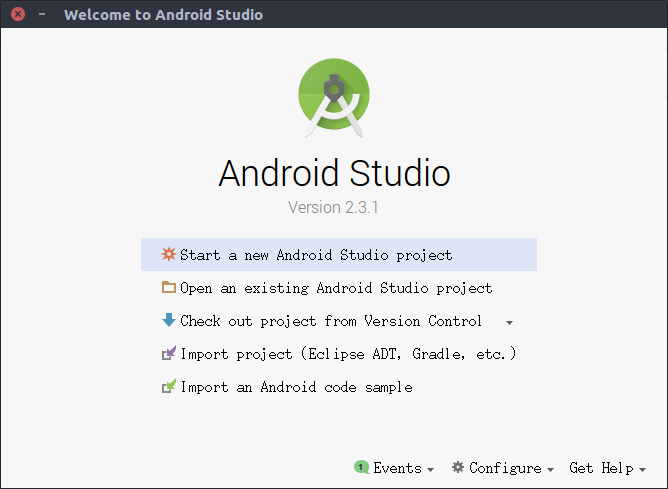 Welcome to Android Studio
Android Studio
Version 2.3.1
Start a new Android Studio project
Open an existing Android Studio project
Check out project from Version Control
Import project (Eclipse ADT, Gradle, etc.)
Import an Android code sample
1 Events Configure Get Help